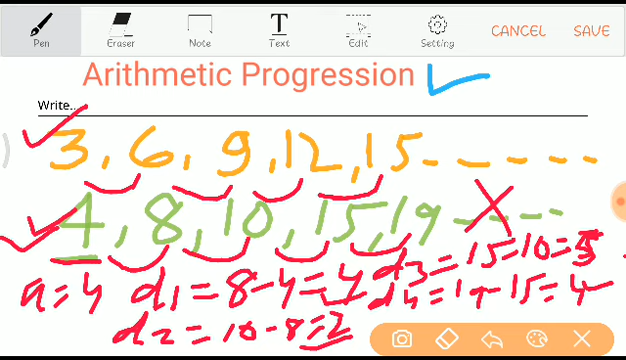 Pen Eraser Note Text Edit Setting CANCEL SAVE
Arithmetic Progression
Write...
3, 6, 9, 12, 15 - - - - -
4, 8, 10, 15, 19 - - - -
a = 4 d1 = 8 - 4 = 4 d3 = 15 - 10 = 5
d2 = 10 - 8 = 2 d4 = 19 - 15 = 4